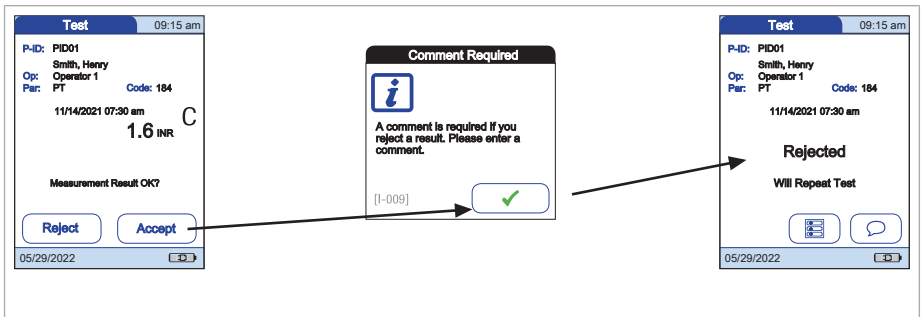 Test 09:15 am
P-ID: PID01
Smith, Henry
Op: Operator 1
Par: PT Code: 184
11/14/2021 07:30 am
1.6 INR C
Measurement Result OK?
Reject Accept
05/29/2022
Comment Required
i
A comment is required if you
reject a result. Please enter a
comment.
[I-009]
Test 09:15 am
P-ID: PID01
Smith, Henry
Op: Operator 1
Par: PT Code: 184
11/14/2021 07:30 am
Rejected
Will Repeat Test
05/29/2022